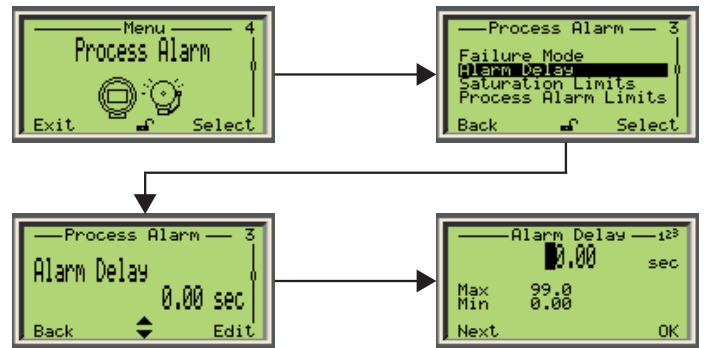 Menu 4
Process Alarm
Exit Select
Process Alarm 3
Failure Mode
Alarm Delay
Saturation Limits
Process Alarm Limits
Back Select
Process Alarm 3
Alarm Delay
0.00 sec
Back Edit
Alarm Delay 123
0.00 sec
Max 99.0
Min 0.00
Next OK